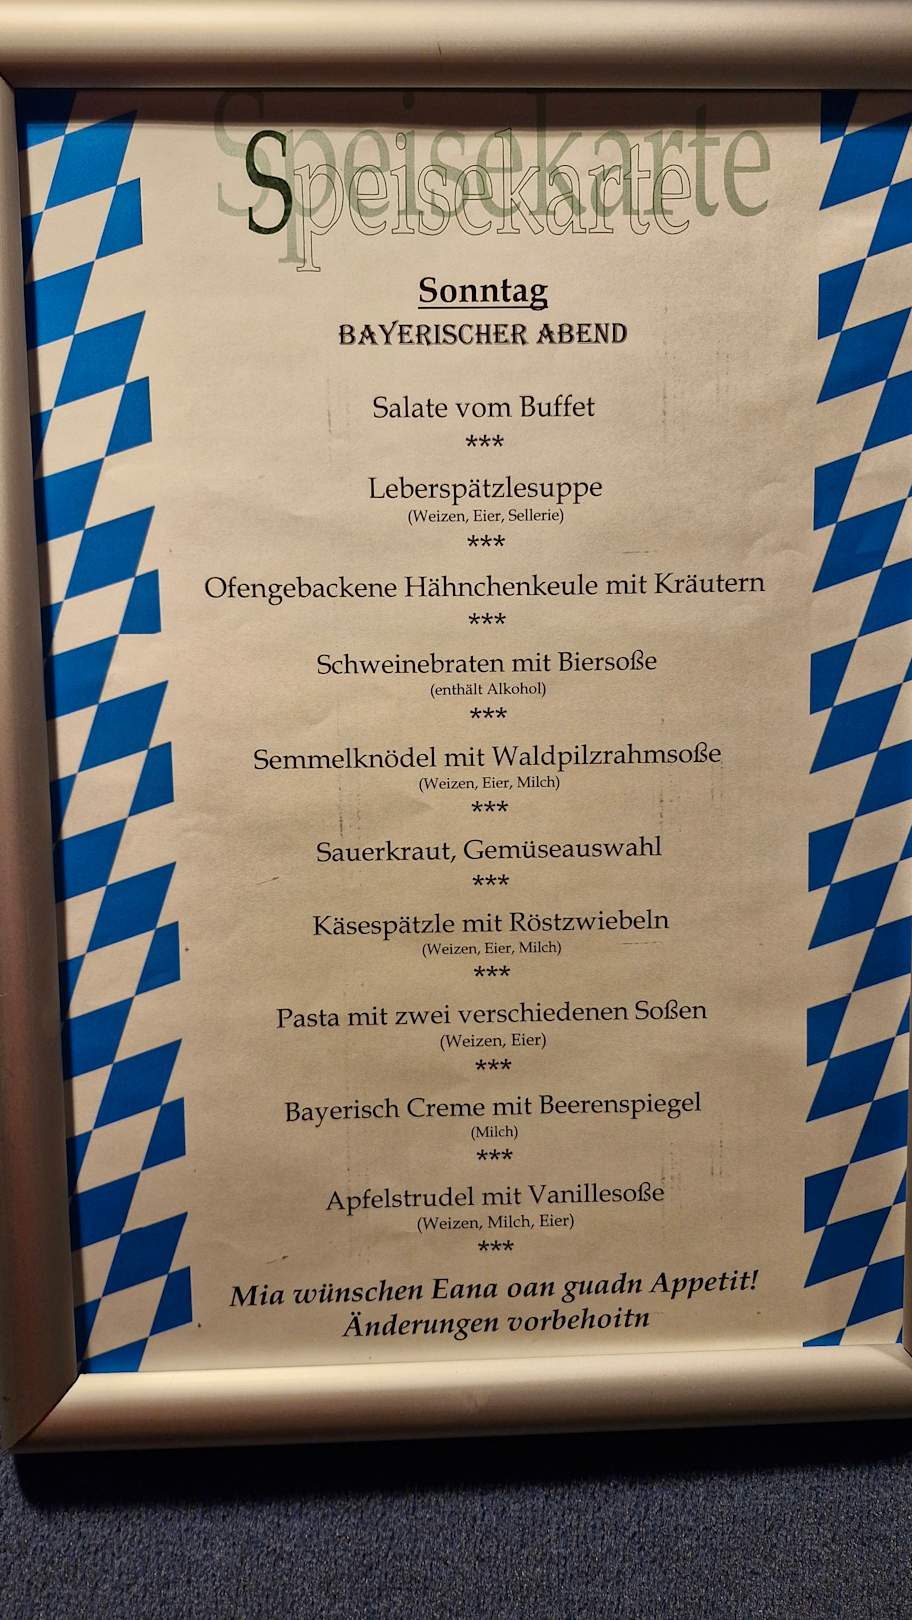 Speisekarte
Sonntag
BAYERISCHER ABEND
Salate vom Buffet
***
Leberspätzlesuppe
(Weizen, Eier, Sellerie)
***
Ofengebackene Hähnchenkeule mit Kräutern
***
Schweinebraten mit Biersoße
(enthält Alkohol)
***
Semmelknödel mit Waldpilzrahmsoße
(Weizen, Eier, Milch)
***
Sauerkraut, Gemüseauswahl
***
Käsespätzle mit Röstzwiebeln
(Weizen, Eier, Milch)
***
Pasta mit zwei verschiedenen Soßen
(Weizen, Eier)
***
Bayerisch Creme mit Beerenspiegel
(Milch)
***
Apfelstrudel mit Vanillesoße
(Weizen, Milch, Eier)
***
Mia wünschen Eana oan guadn Appetit!
Änderungen vorbehoitn